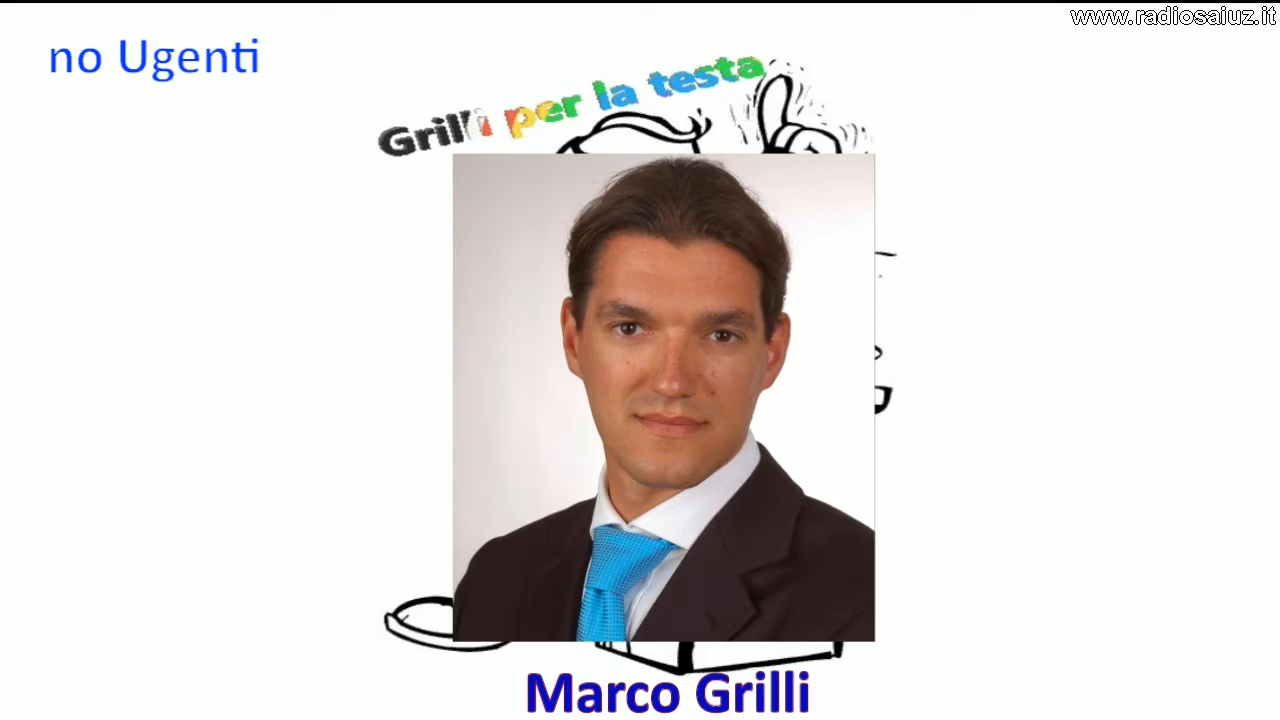 www.radiosaiuz.it
no Ugenti
Grilli per la testa
Marco Grilli